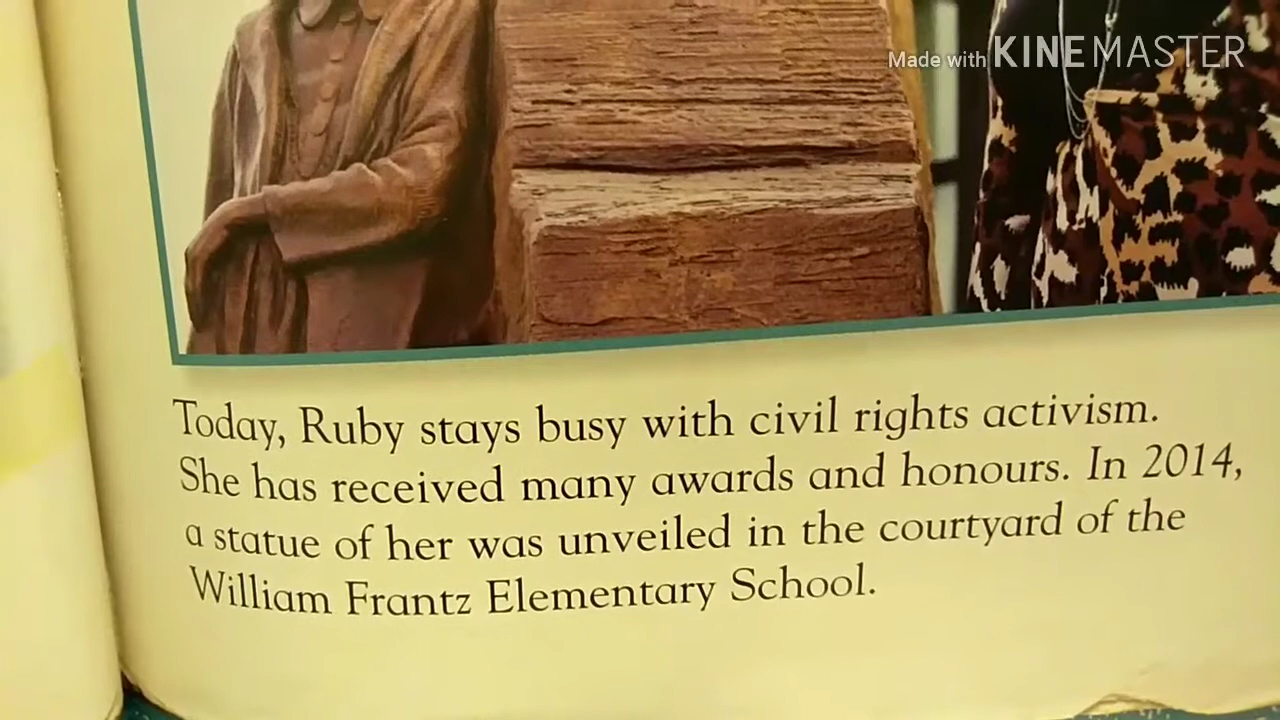 Made with KINEMASTER
Today, Ruby stays busy with civil rights activism.
She has received many awards and honours. In 2014,
a statue of her was unveiled in the courtyard of the
William Frantz Elementary School.